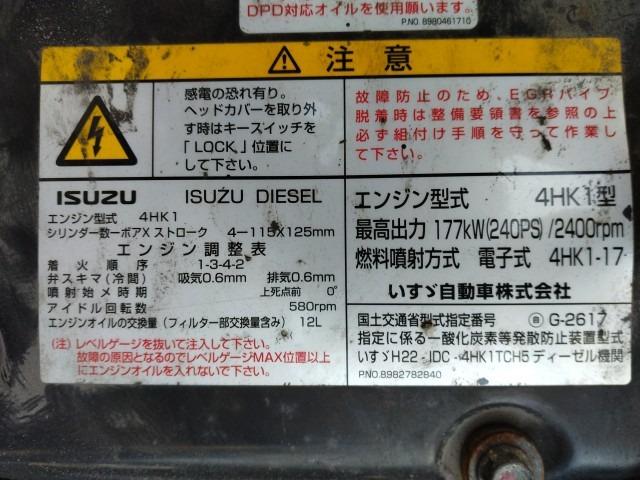 DPD対応オイルを使用願います。
P.NO. 8980461710
注意
感電の恐れ有り。
ヘッドカバーを取り外
す時はキースイッチを
「LOCK」位置に
して下さい。
故障防止のため、EGRパイプ
脱着時は整備要領書を参照の上
必ず組付け手順を守って作業し
て下さい。
ISUZU ISUZU DIESEL
エンジン型式 4HK1
シリンダー数ーボアXストローク 4ー115X125mm
エンジン調整表
着火順序 1-3-4-2
弁スキマ(冷間) 吸気0.6mm 排気0.6mm
噴射始メ時期 上死点前 0°
アイドル回転数 580rpm
エンジンオイルの交換量(フィルター部交換量含み) 12L
(注)レベルゲージを抜いて注入して下さい。
故障の原因となるのでレベルゲージMAX位置以上
にエンジンオイルを入れないで下さい。
エンジン型式 4HK1型
最高出力 177kW(240PS)/2400rpm
燃料噴射方式 電子式 4HK1-17
いすゞ自動車株式会社
国土交通省型式指定番号 G-2617
指定に係る一酸化炭素等発散防止装置型式
いすゞH22-IDC-4HK1TCH5ディーゼル機関
P.NO.8982782840